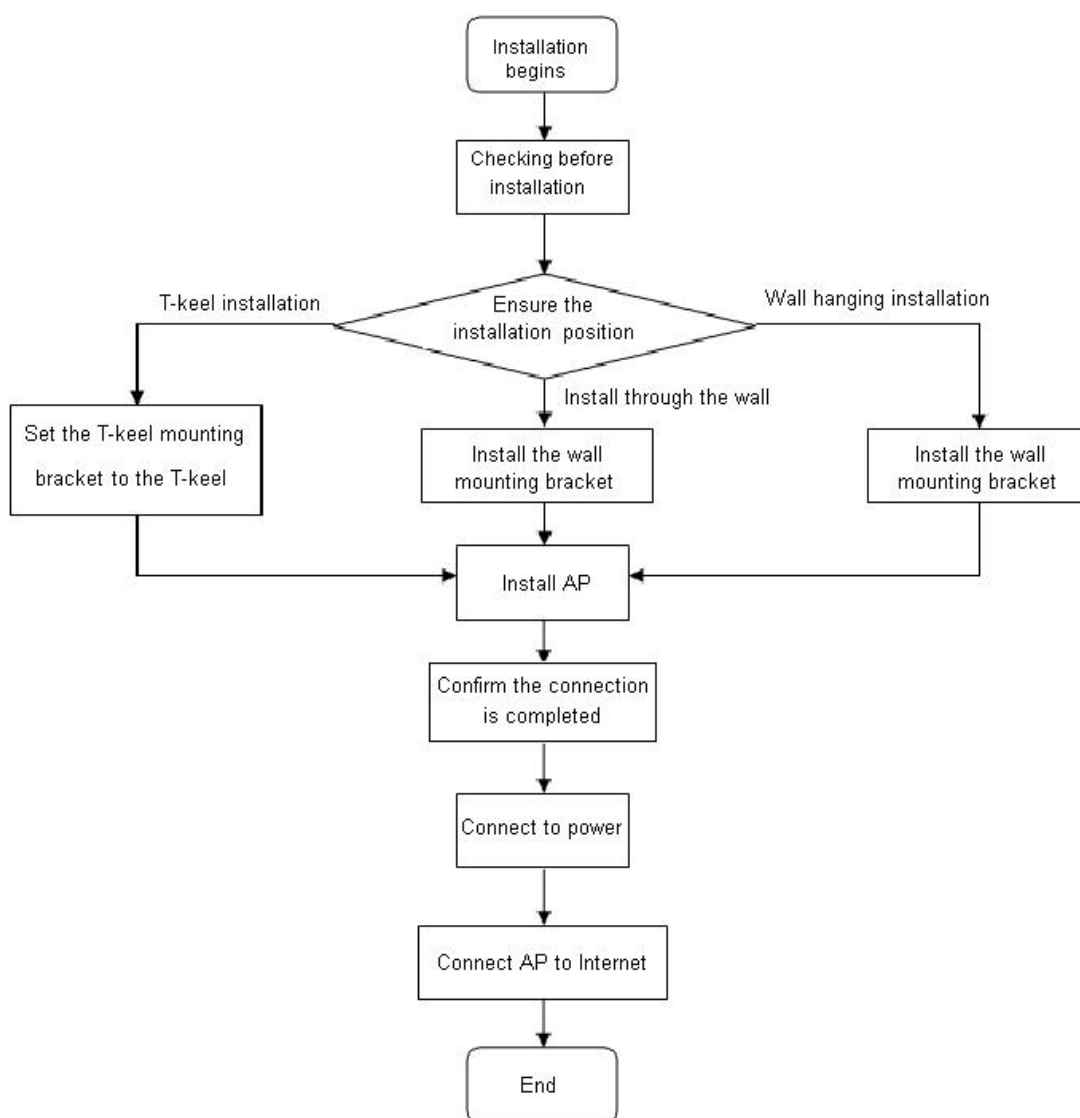 Installation
begins
Checking before
installation
T-keel installation
Ensure the
installation position
Wall hanging installation
Install through the wall
Set the T-keel mounting
bracket to the T-keel
Install the wall
mounting bracket
Install the wall
mounting bracket
Install AP
Confirm the connection
is completed
Connect to power
Connect AP to Internet
End